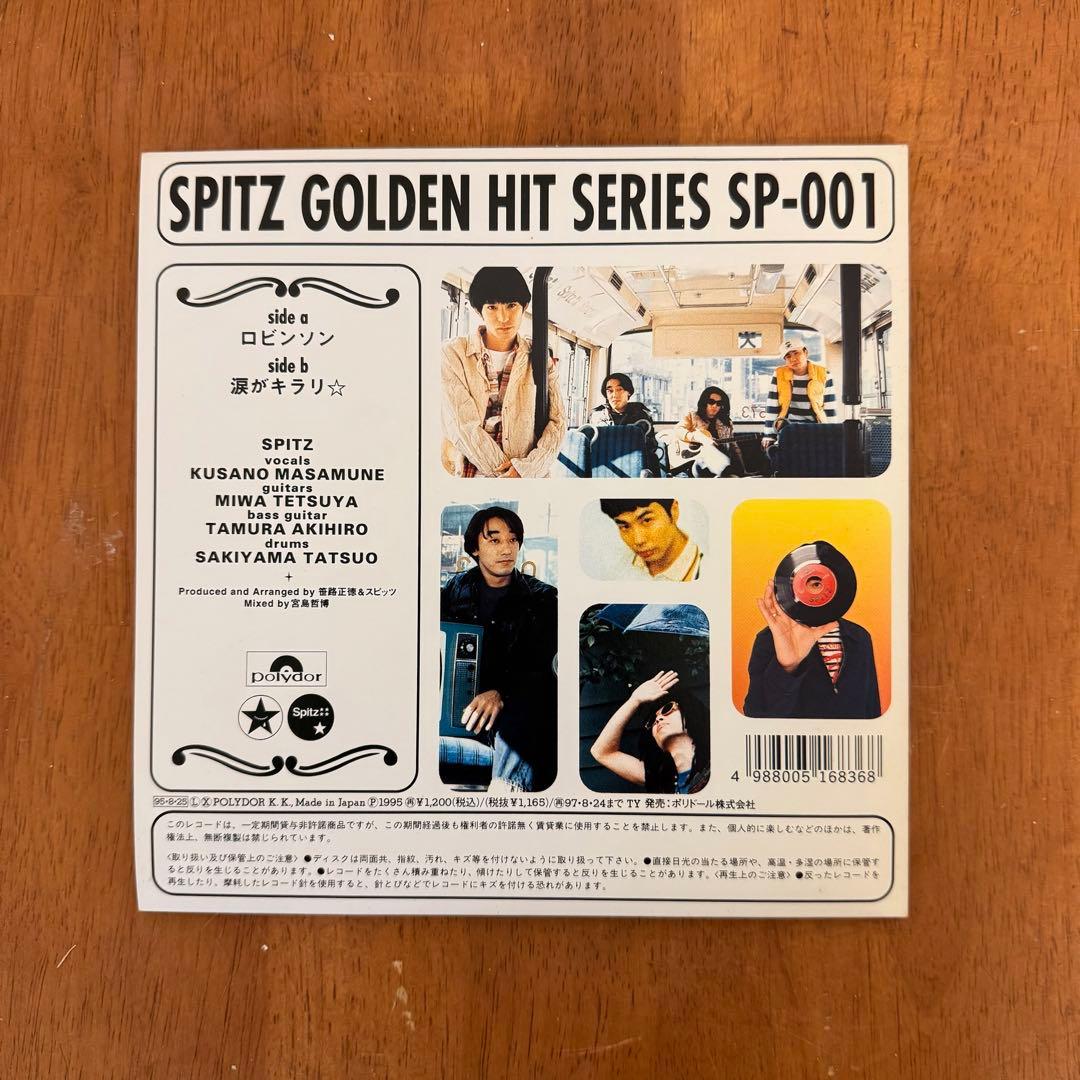 SPITZ GOLDEN HIT SERIES SP-001
side a
ロビンソン
side b
涙がキラリ☆
SPITZ
vocals
KUSANO MASAMUNE
guitars
MIWA TETSUYA
bass guitar
TAMURA AKIHIRO
drums
SAKIYAMA TATSUO
Produced and Arranged by 笹路正徳&スピッツ
Mixed by 宮島哲博
polydor
Spitz
4 988005 168368
95・8・25 Ⓛ Ⓧ POLYDOR K.K., Made in Japan Ⓟ1995 ㊢¥1,200(税込)/(税抜¥1,165)/㊢97・8・24まで TY 発売：ポリドール株式会社
このレコードは、一定期間貸与非許諾商品ですが、この期間経過後も権利者の許諾無く賃貸業に使用することを禁止します。また、個人的に楽しむなどのほかは、著作
権法上、無断複製は禁じられています。
〈取り扱い及び保管上のご注意〉●ディスクは両面共、指紋、汚れ、キズ等を付けないように取り扱って下さい。●直接日光の当たる場所や、高温・多湿の場所に保管す
ると反りを生じることがあります。●レコードをたくさん積み重ねたり、傾けたりして保管すると反りを生じることがあります。〈再生上のご注意〉●反ったレコードを
再生したり、摩耗したレコード針を使用すると、針とびなどでレコードにキズを付ける恐れがあります。